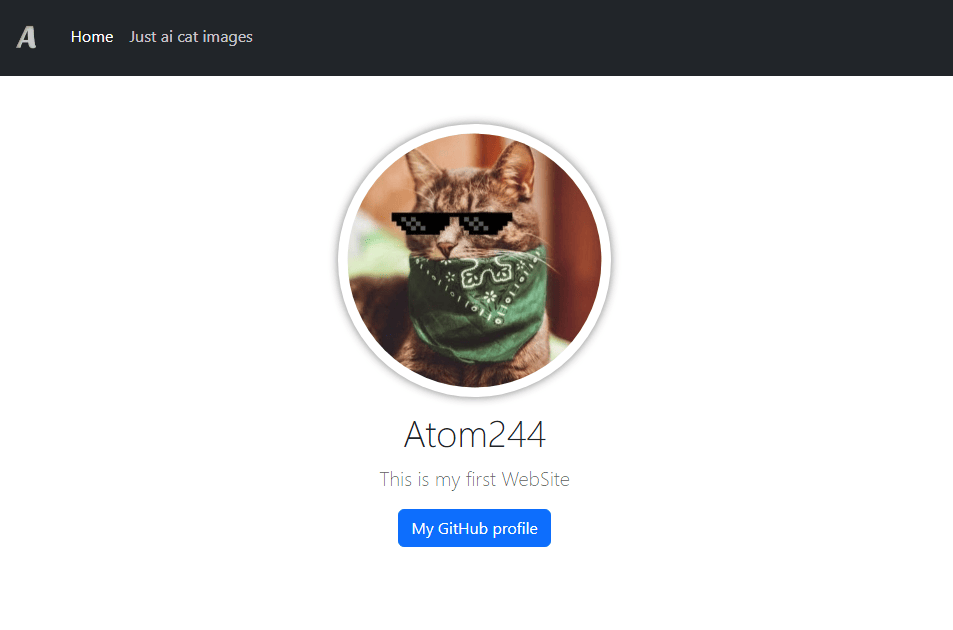 A
Home Just ai cat images
Atom244
This is my first WebSite
My GitHub profile